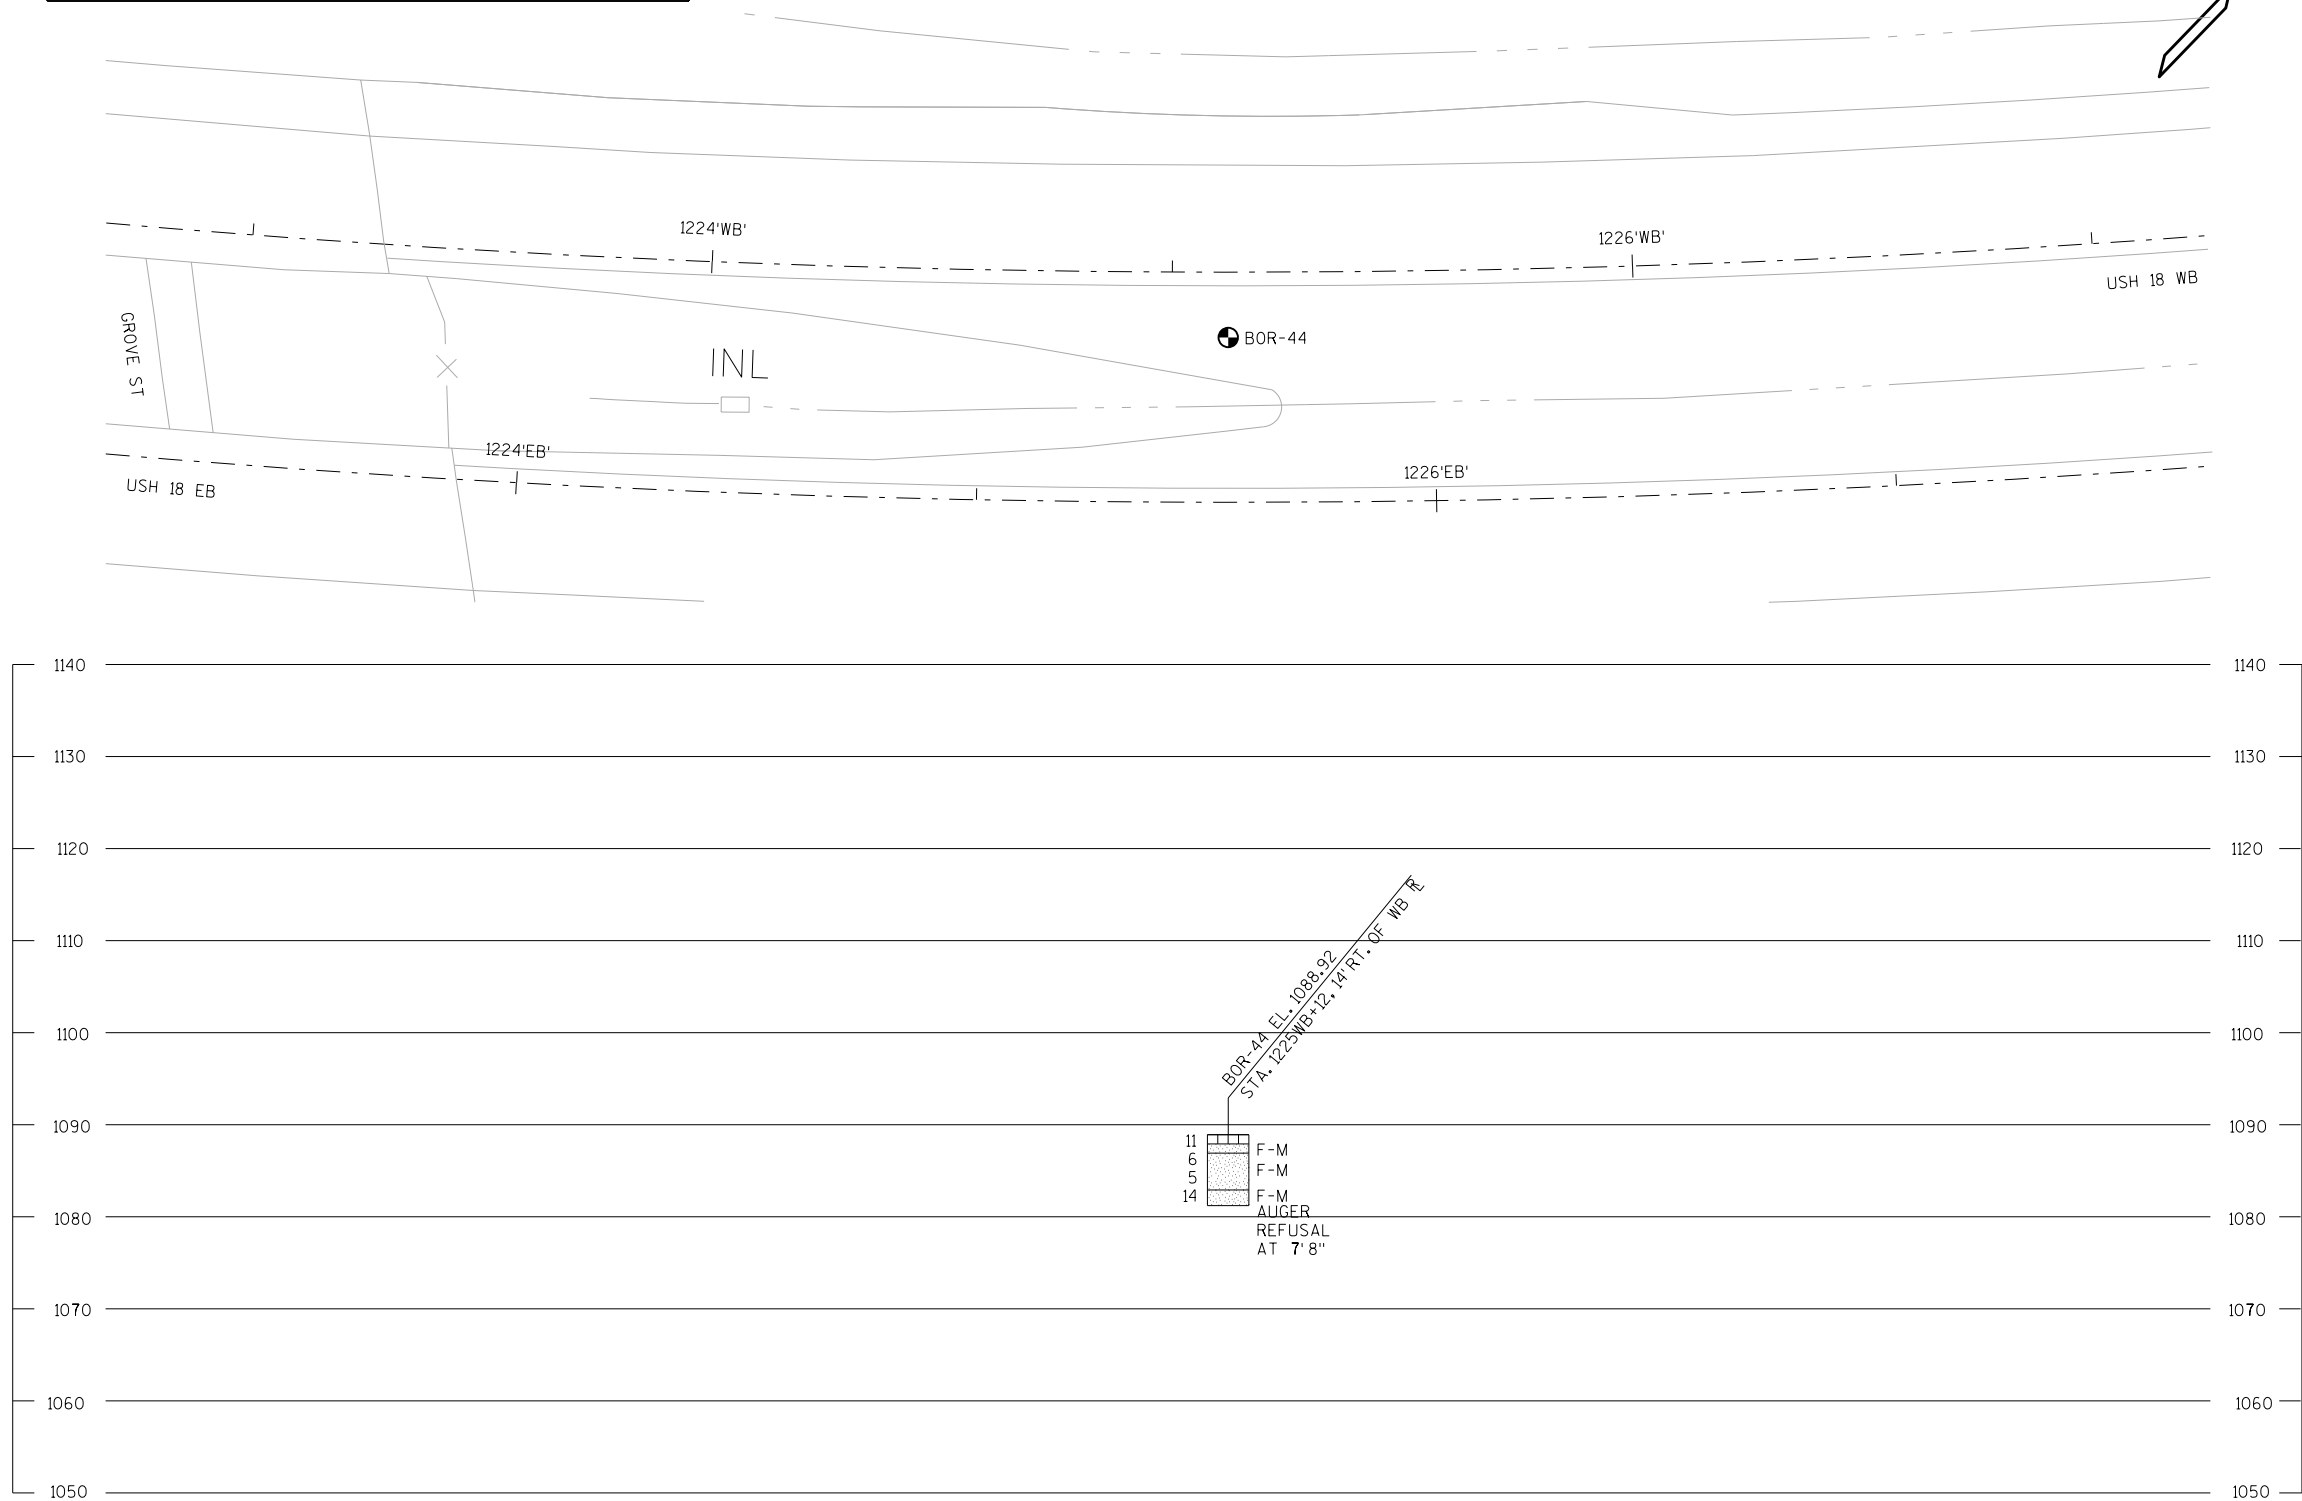 1224'WB'
1226'WB'
USH 18 WB
GROVE ST
BOR-44
INL
1224'EB'
1226'EB'
USH 18 EB
1140 1140
1130 1130
1120 1120
1110 1110
1100 1100
1090 1090
1080 1080
1070 1070
1060 1060
1050 1050
BOR-44 EL. 1088.92
STA. 1225WB+12, 14' RT. OF WB RL
11
6
5
14
F-M
F-M
F-M
AUGER
REFUSAL
AT 7'8"